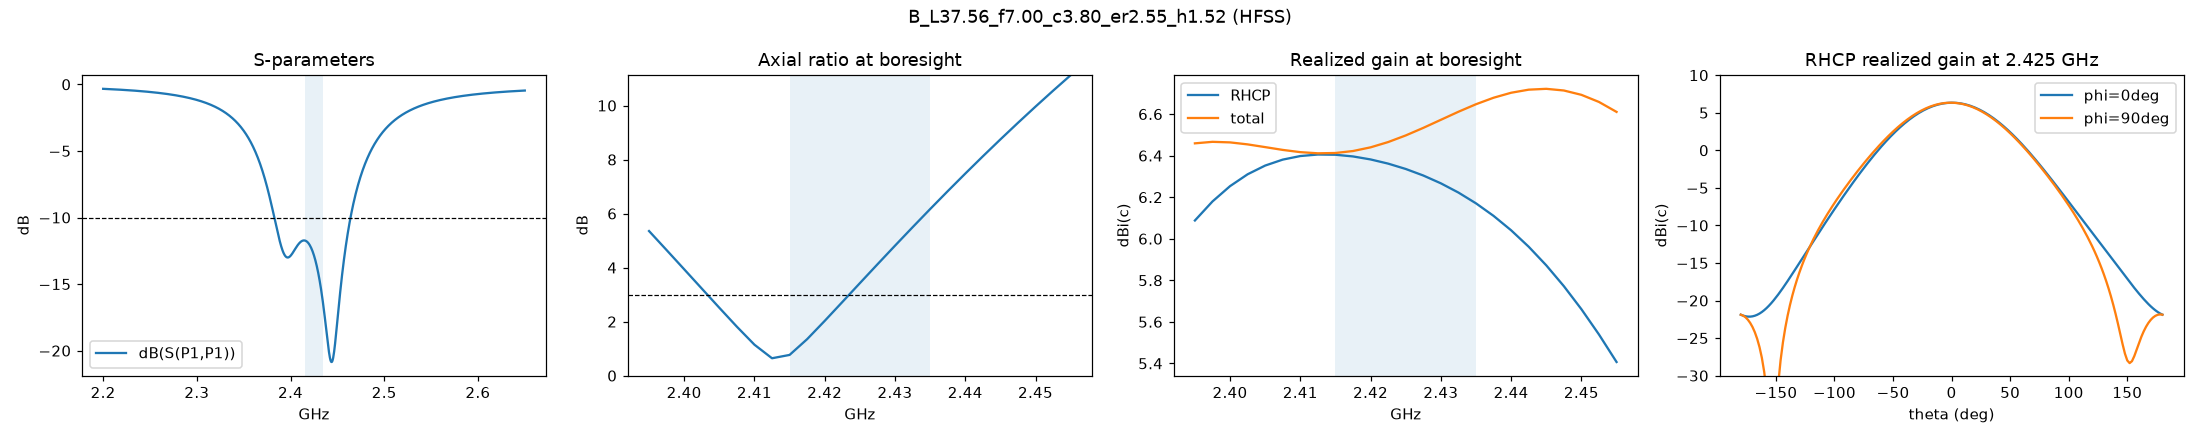 B_L37.56_f7.00_c3.80_er2.55_h1.52 (HFSS)
S-parameters
dB
0
−5
−10
−15
−20
dB(S(P1,P1))
2.2 2.3 2.4 2.5 2.6
GHz
Axial ratio at boresight
dB
10
8
6
4
2
0
2.40 2.41 2.42 2.43 2.44 2.45
GHz
Realized gain at boresight
dBi(c)
RHCP
total
6.6
6.4
6.2
6.0
5.8
5.6
5.4
2.40 2.41 2.42 2.43 2.44 2.45
GHz
RHCP realized gain at 2.425 GHz
dBi(c)
phi=0deg
phi=90deg
10
5
0
−5
−10
−15
−20
−25
−30
−150 −100 −50 0 50 100 150
theta (deg)